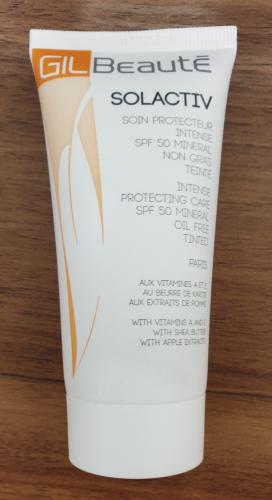 GIL Beauté
SOLACTIV
SOIN PROTECTEUR
INTENSE
SPF 50 MINERAL
NON GRAS
TEINTÉ
INTENSE
PROTECTING CARE
SPF 50 MINERAL
OIL FREE
TINTED
PARIS
AUX VITAMINES A ET E
AU BEURRE DE KARITE
AUX EXTRAITS DE POMME
WITH VITAMINS A AND E
WITH SHEA BUTTER
WITH APPLE EXTRACTS